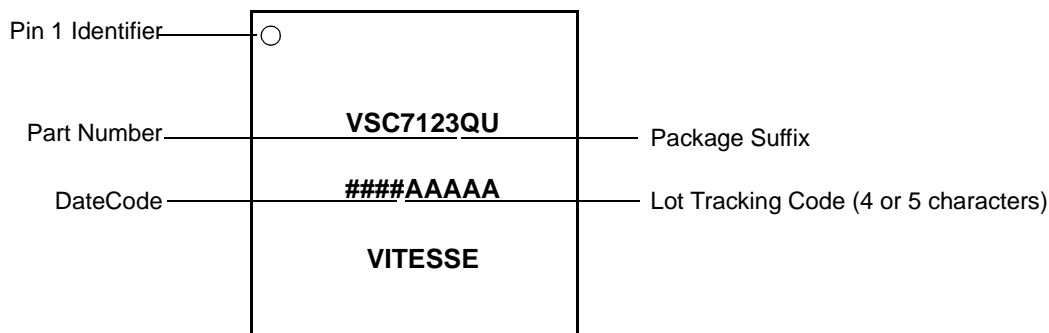 Pin 1 Identifier
VSC7123QU
Part Number
Package Suffix
####AAAAA
DateCode
Lot Tracking Code (4 or 5 characters)
VITESSE